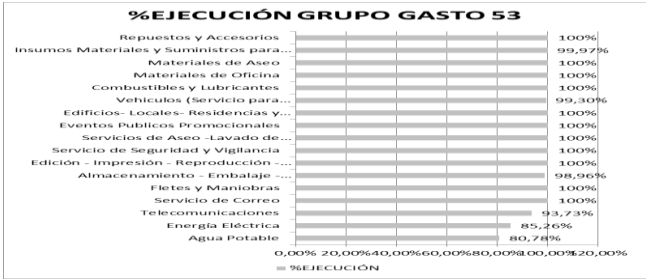 %EJECUCIÓN GRUPO GASTO 53
Repuestos y Accesorios 100%
Insumos Materiales y Suministros para... 99,97%
Materiales de Aseo 100%
Materiales de Oficina 100%
Combustibles y Lubricantes 100%
Vehiculos (Servicio para... 99,30%
Edificios- Locales- Residencias y... 100%
Eventos Publicos Promocionales 100%
Servicios de Aseo -Lavado de... 100%
Servicio de Seguridad y Vigilancia 100%
Edición - Impresión - Reproducción -... 100%
Almacenamiento - Embalaje -... 98,96%
Fletes y Maniobras 100%
Servicio de Correo 100%
Telecomunicaciones 93,73%
Energía Eléctrica 85,26%
Agua Potable 80,78%
0,00% 20,00% 40,00% 60,00% 80,00% 100,00% 120,00%
%EJECUCIÓN